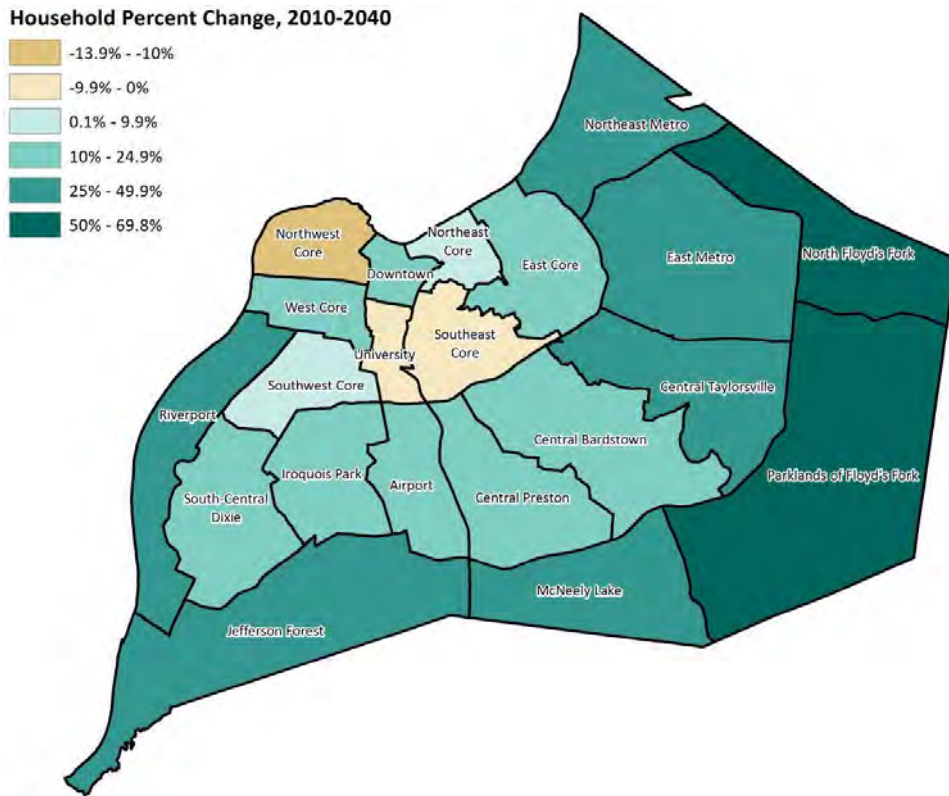 Household Percent Change, 2010-2040
-13.9% - -10%
-9.9% - 0%
0.1% - 9.9%
10% - 24.9%
25% - 49.9%
50% - 69.8%
Northeast Metro
Northwest
Core
Northeast
Core
Downtown
East Core
East Metro
North Floyd's Fork
West Core
University
Southeast
Core
Southwest Core
Central Taylorsville
Riverport
Central Bardstown
Iroquois Park
Airport
Central Preston
South-Central
Dixie
Parklands of Floyd's Fork
McNeely Lake
Jefferson Forest